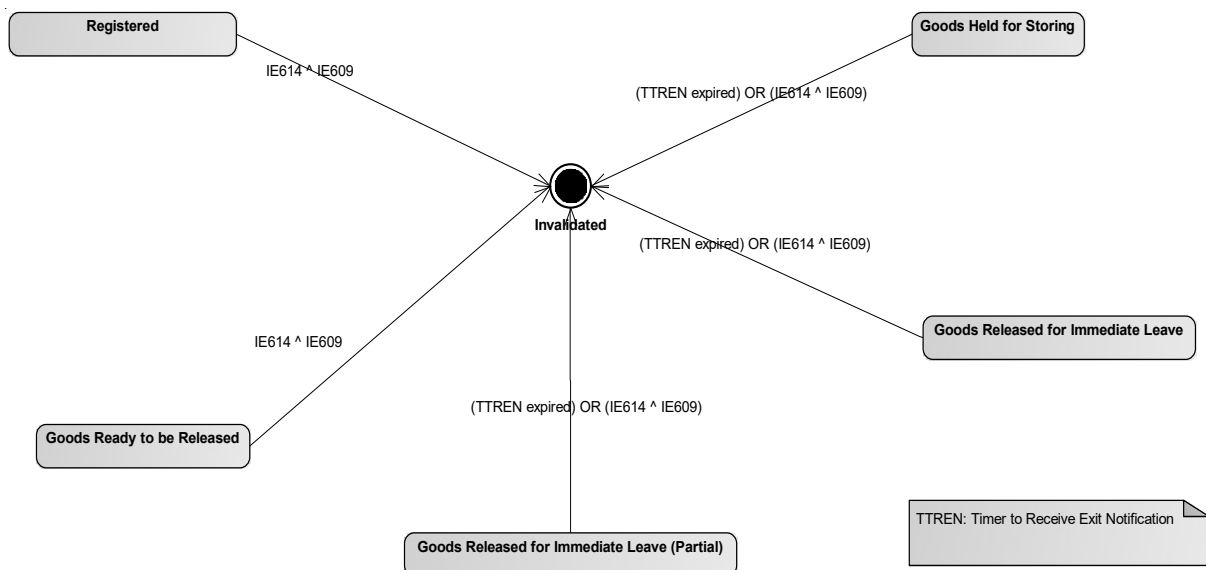 Registered
Goods Held for Storing
IE614 ^ IE609
(TTREN expired) OR (IE614 ^ IE609)
Invalidated
(TTREN expired) OR (IE614 ^ IE609)
Goods Released for Immediate Leave
IE614 ^ IE609
(TTREN expired) OR (IE614 ^ IE609)
Goods Ready to be Released
TTREN: Timer to Receive Exit Notification
Goods Released for Immediate Leave (Partial)